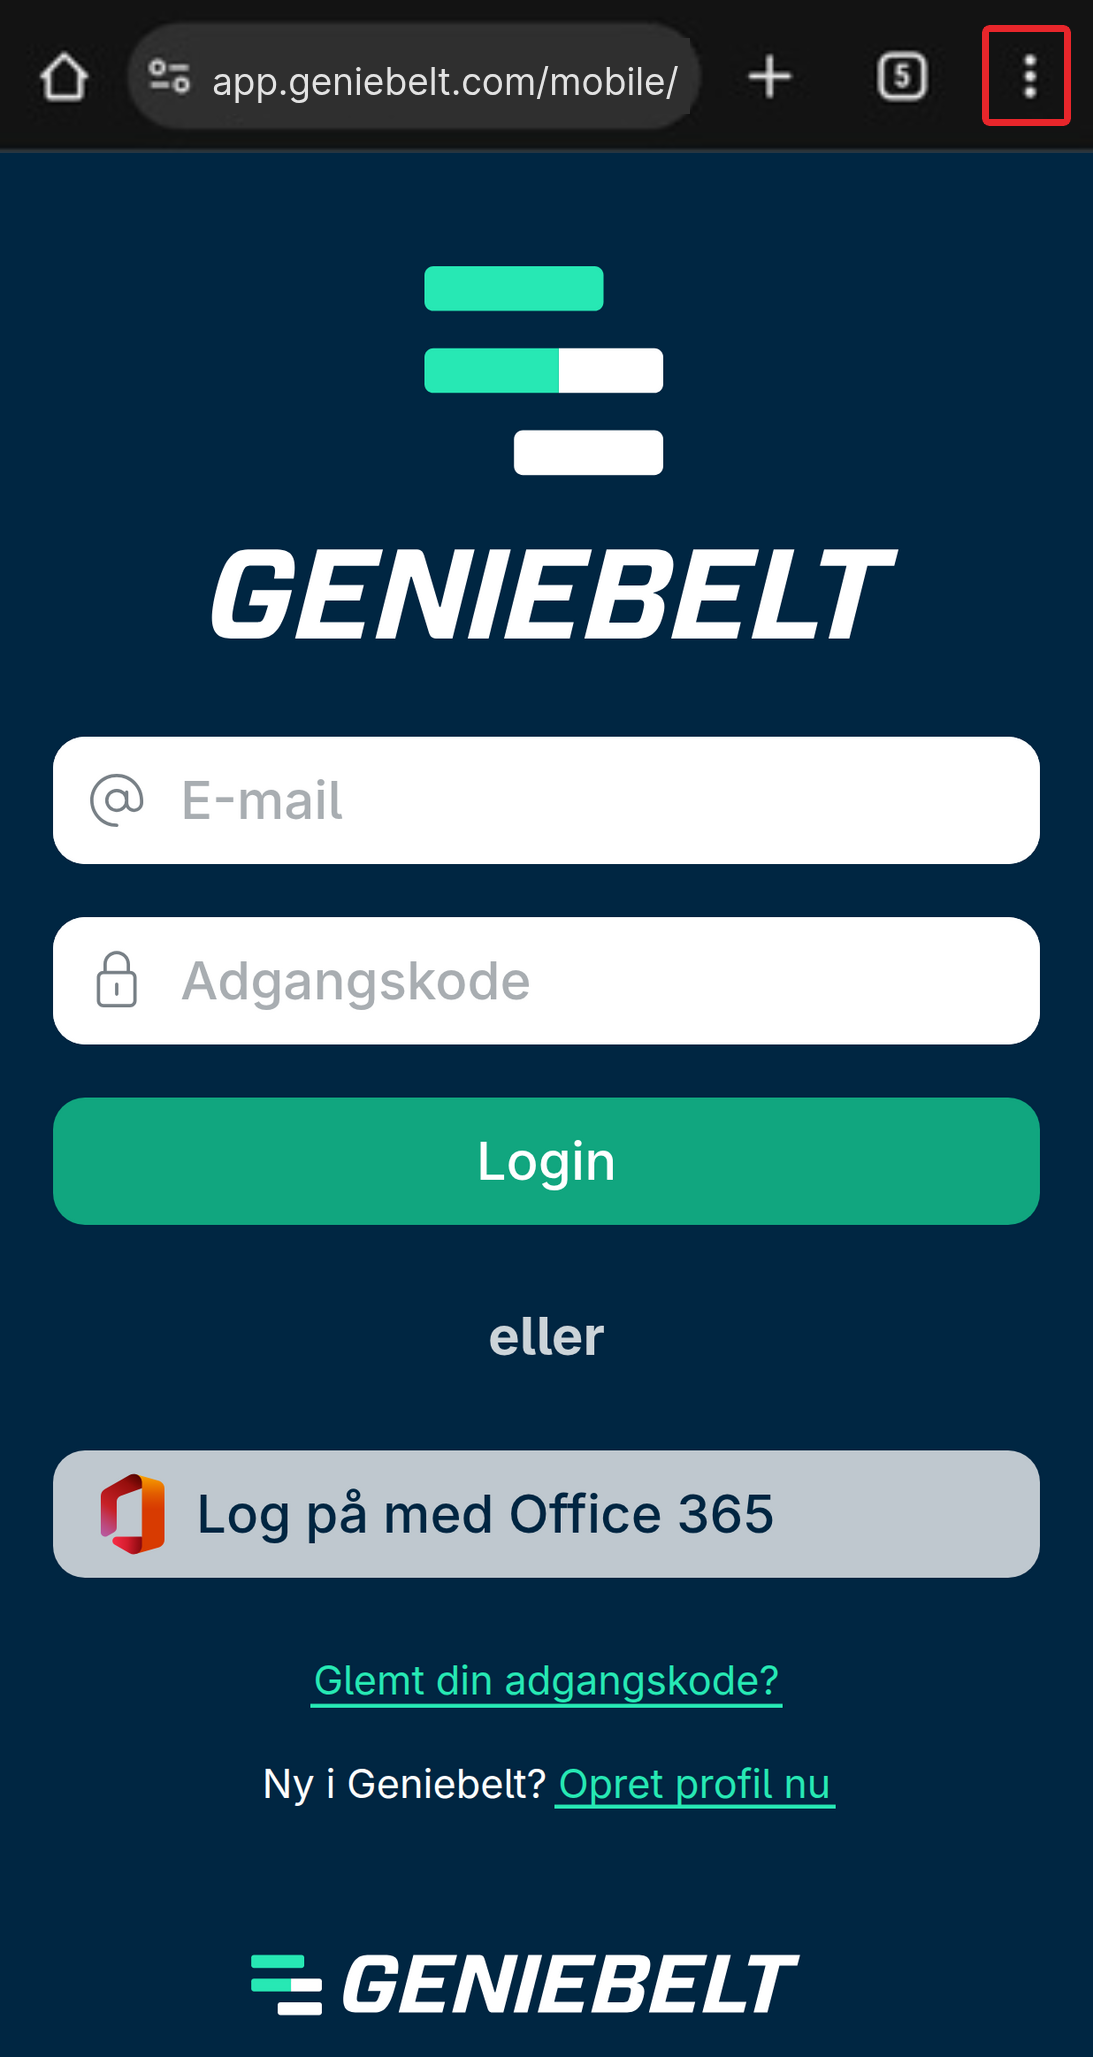 app.geniebelt.com/mobile/
5
GENIEBELT
E-mail
Adgangskode
Login
eller
Log på med Office 365
Glemt din adgangskode?
Ny i Geniebelt? Opret profil nu
GENIEBELT